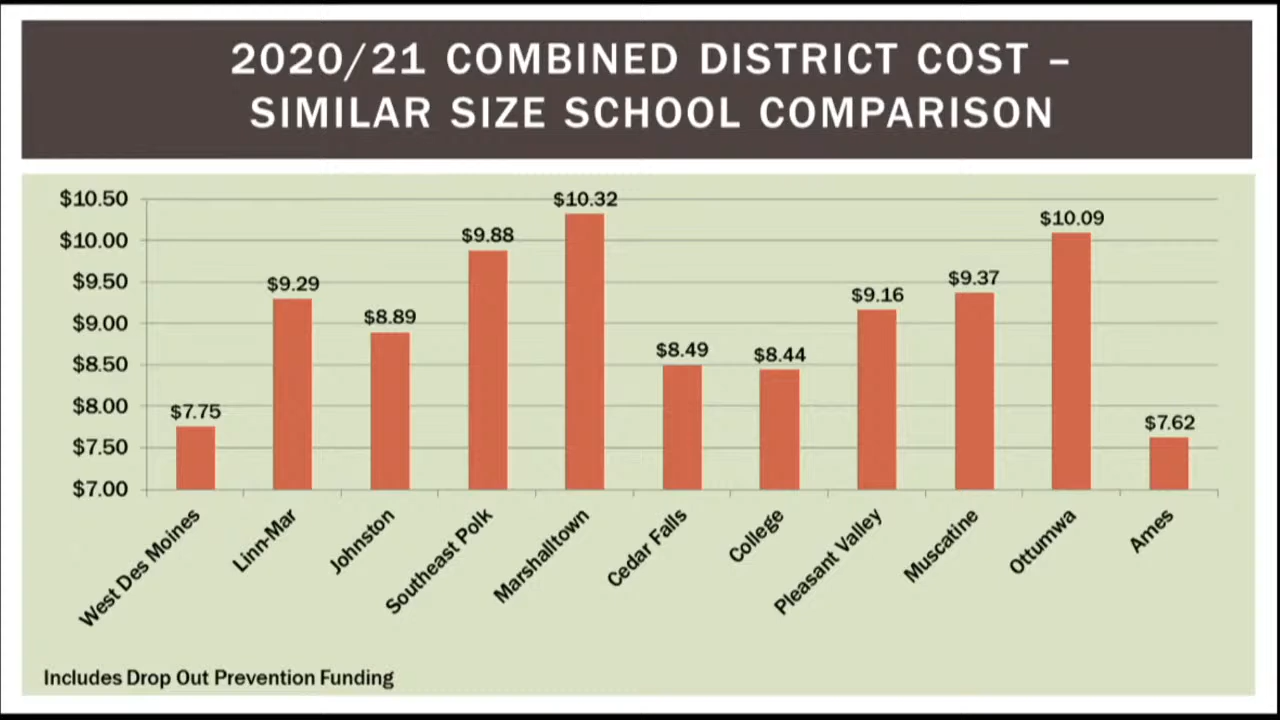 2020/21 COMBINED DISTRICT COST –
SIMILAR SIZE SCHOOL COMPARISON
$10.50
$10.00
$9.50
$9.00
$8.50
$8.00
$7.50
$7.00
$7.75
$9.29
$8.89
$9.88
$10.32
$8.49
$8.44
$9.16
$9.37
$10.09
$7.62
West Des Moines
Linn-Mar
Johnston
Southeast Polk
Marshalltown
Cedar Falls
College
Pleasant Valley
Muscatine
Ottumwa
Ames
Includes Drop Out Prevention Funding